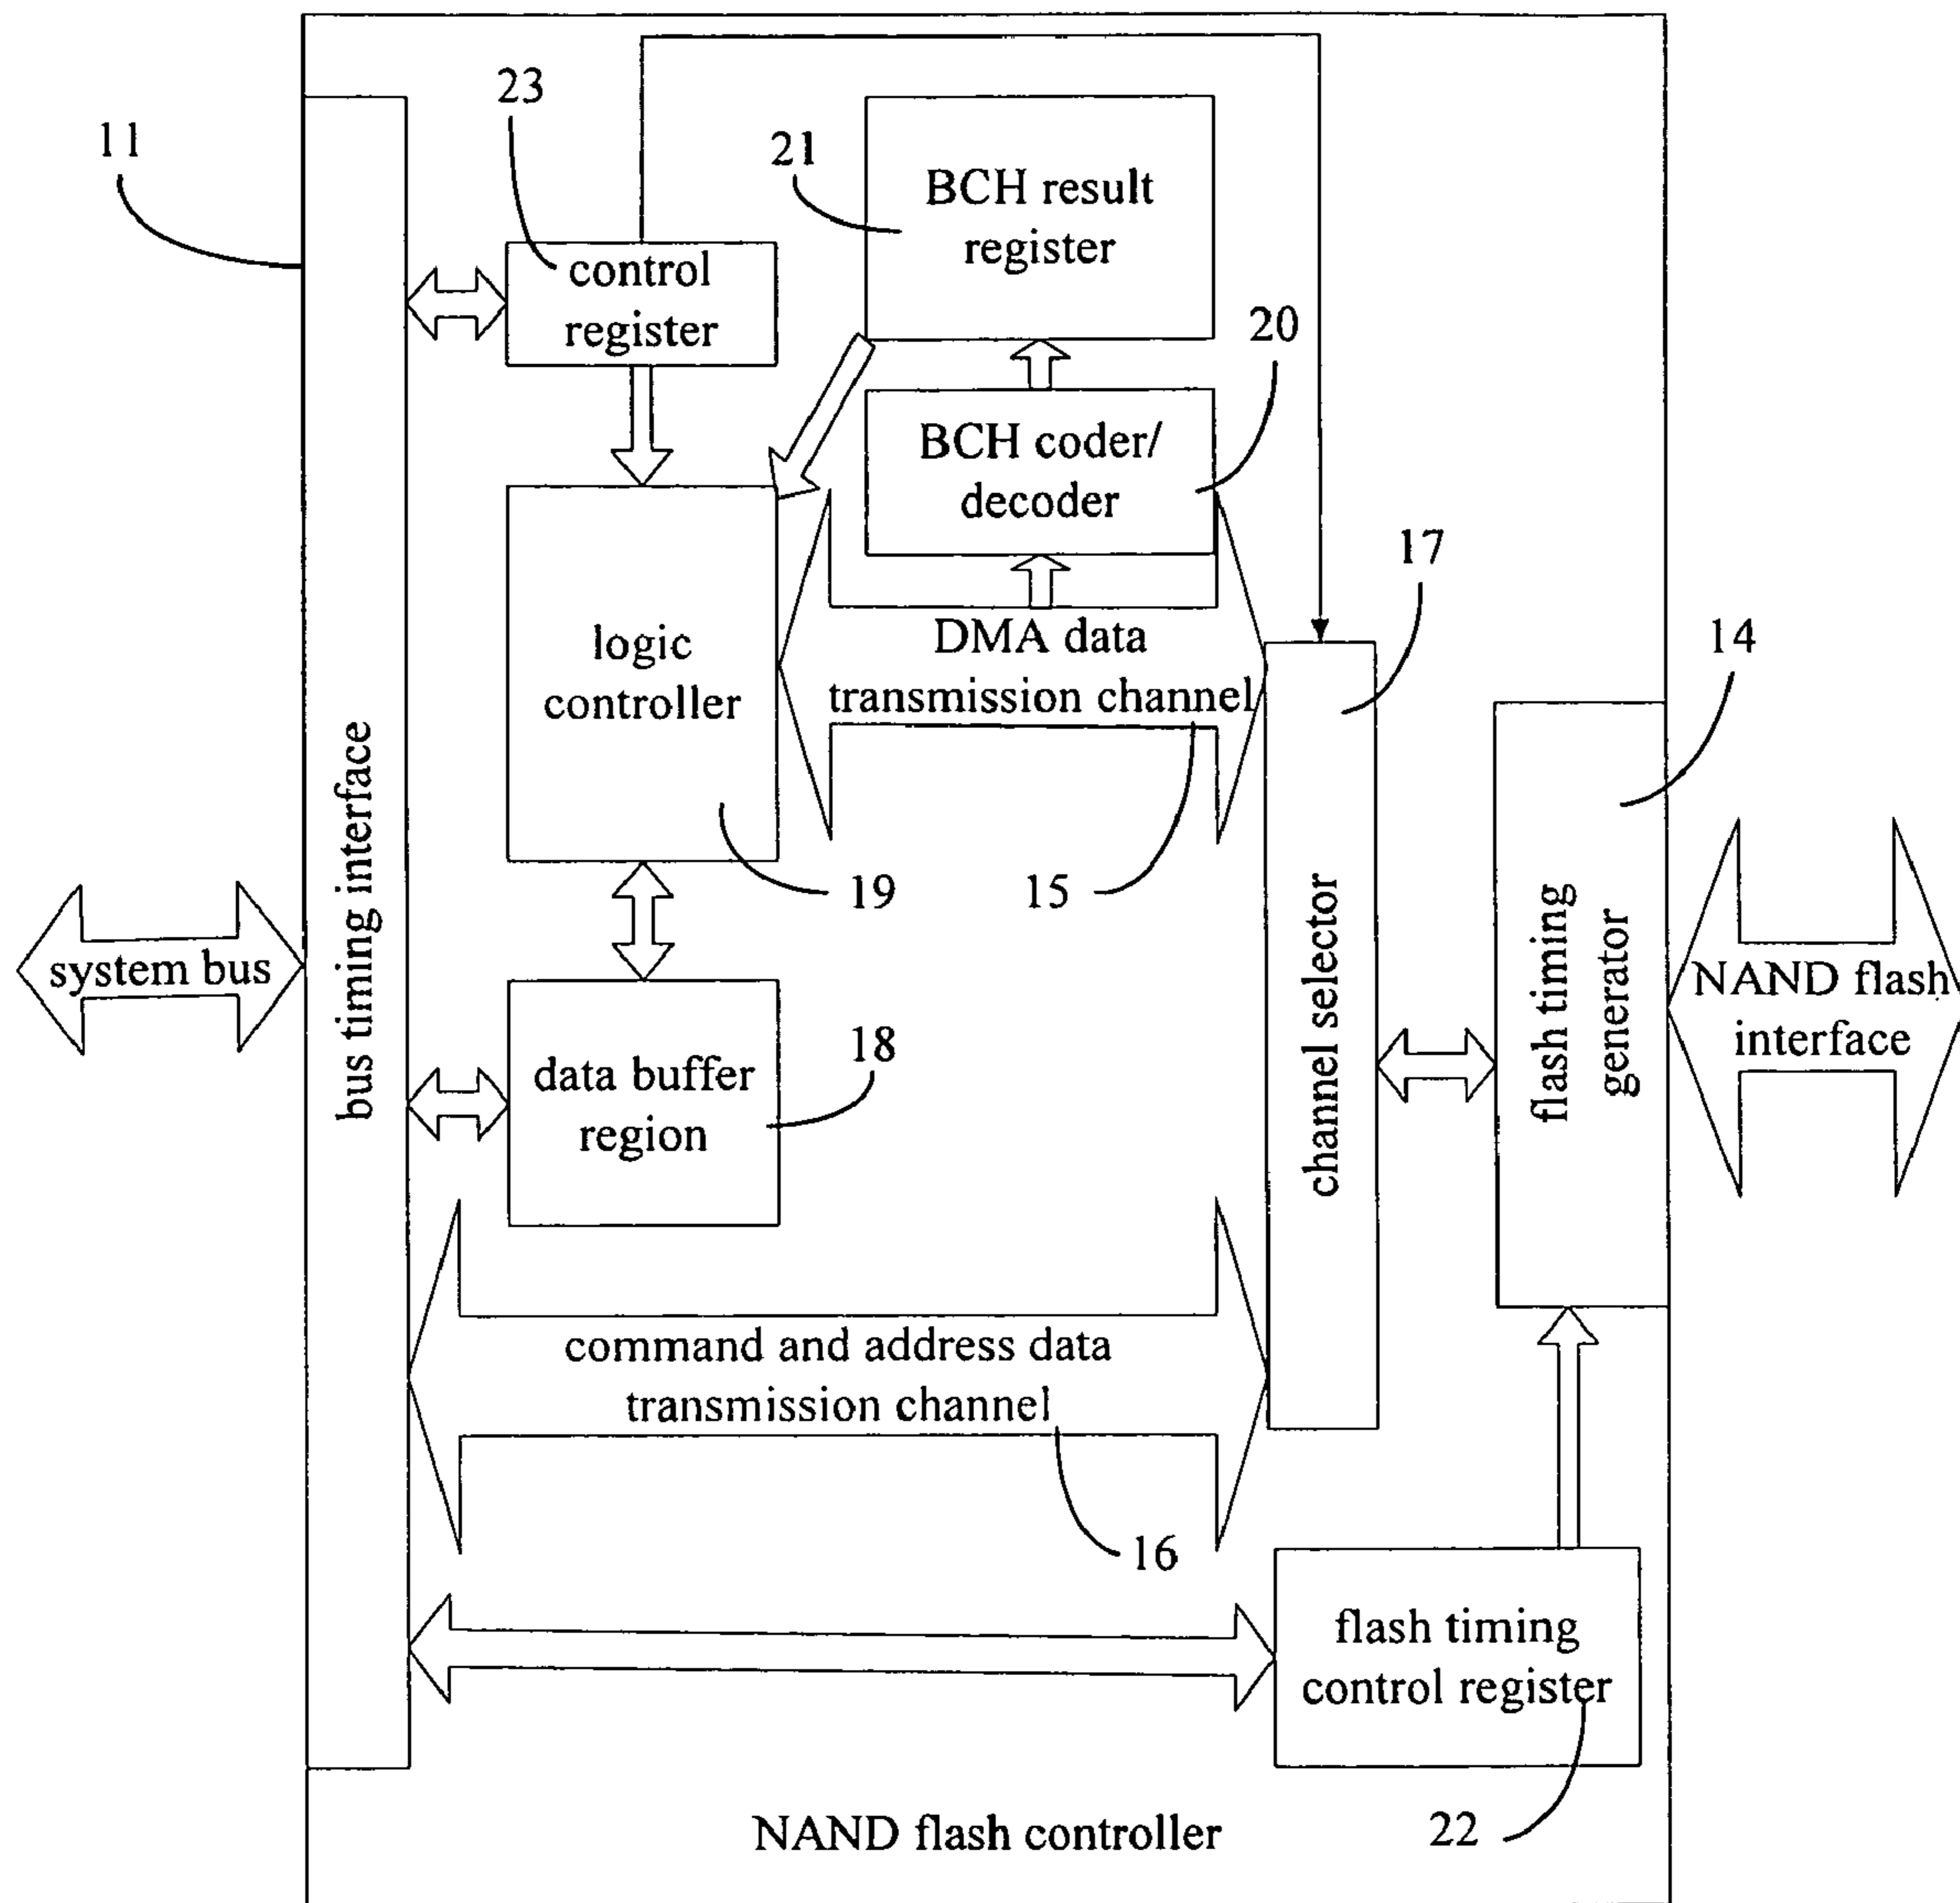 23
11
21
BCH result
register
control
register
20
BCH coder/
decoder
17
DMA data
transmission channel
logic
controller
14
19
15
bus timing interface
system bus
channel selector
flash timing
generator
NAND flash
interface
data buffer
region
18
command and address data
transmission channel
16
flash timing
control register
22
NAND flash controller